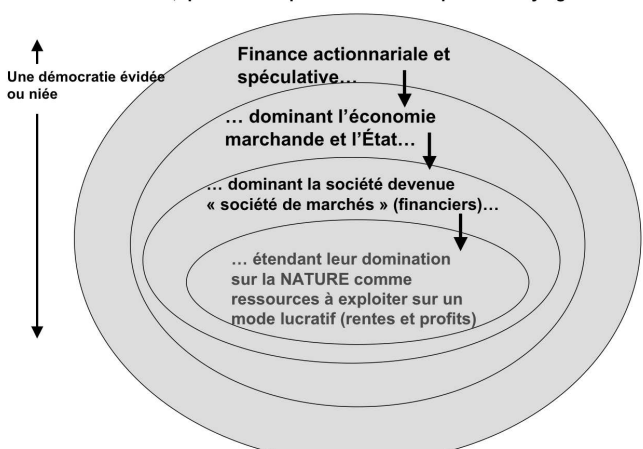 Finance actionnariale et
spéculative…
Une démocratie évidée
ou niée
… dominant l’économie
marchande et l’État…
… dominant la société devenue
« société de marchés » (financiers)…
… étendant leur domination
sur la NATURE comme
ressources à exploiter sur un
mode lucratif (rentes et profits)